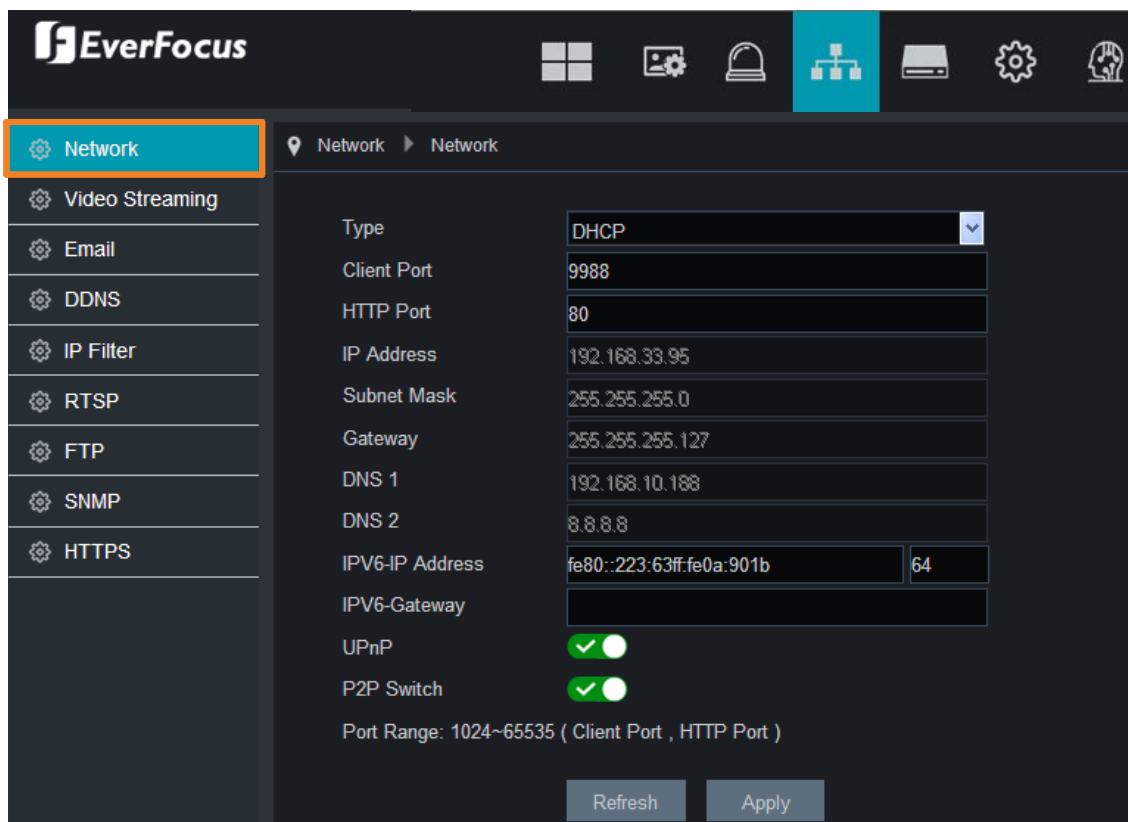 EverFocus
Network
Video Streaming
Email
DDNS
IP Filter
RTSP
FTP
SNMP
HTTPS
Network Network
Type DHCP
Client Port 9988
HTTP Port 80
IP Address 192.168.33.95
Subnet Mask 255.255.255.0
Gateway 255.255.255.127
DNS 1 192.168.10.188
DNS 2 8.8.8.8
IPV6-IP Address fe80::223:63ff:fe0a:901b 64
IPV6-Gateway
UPnP
P2P Switch
Port Range: 1024~65535 ( Client Port , HTTP Port )
Refresh Apply